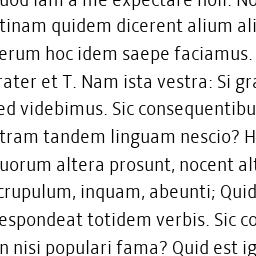 quod iam a me expectare noli. No
tinam quidem dicerent alium ali
erum hoc idem saepe faciamus.
rater et T. Nam ista vestra: Si gra
ed videbimus. Sic consequentibu
tram tandem linguam nescio? H
uorum altera prosunt, nocent alt
crupulum, inquam, abeunti; Quid
espondeat totidem verbis. Sic co
n nisi populari fama? Quid est ig